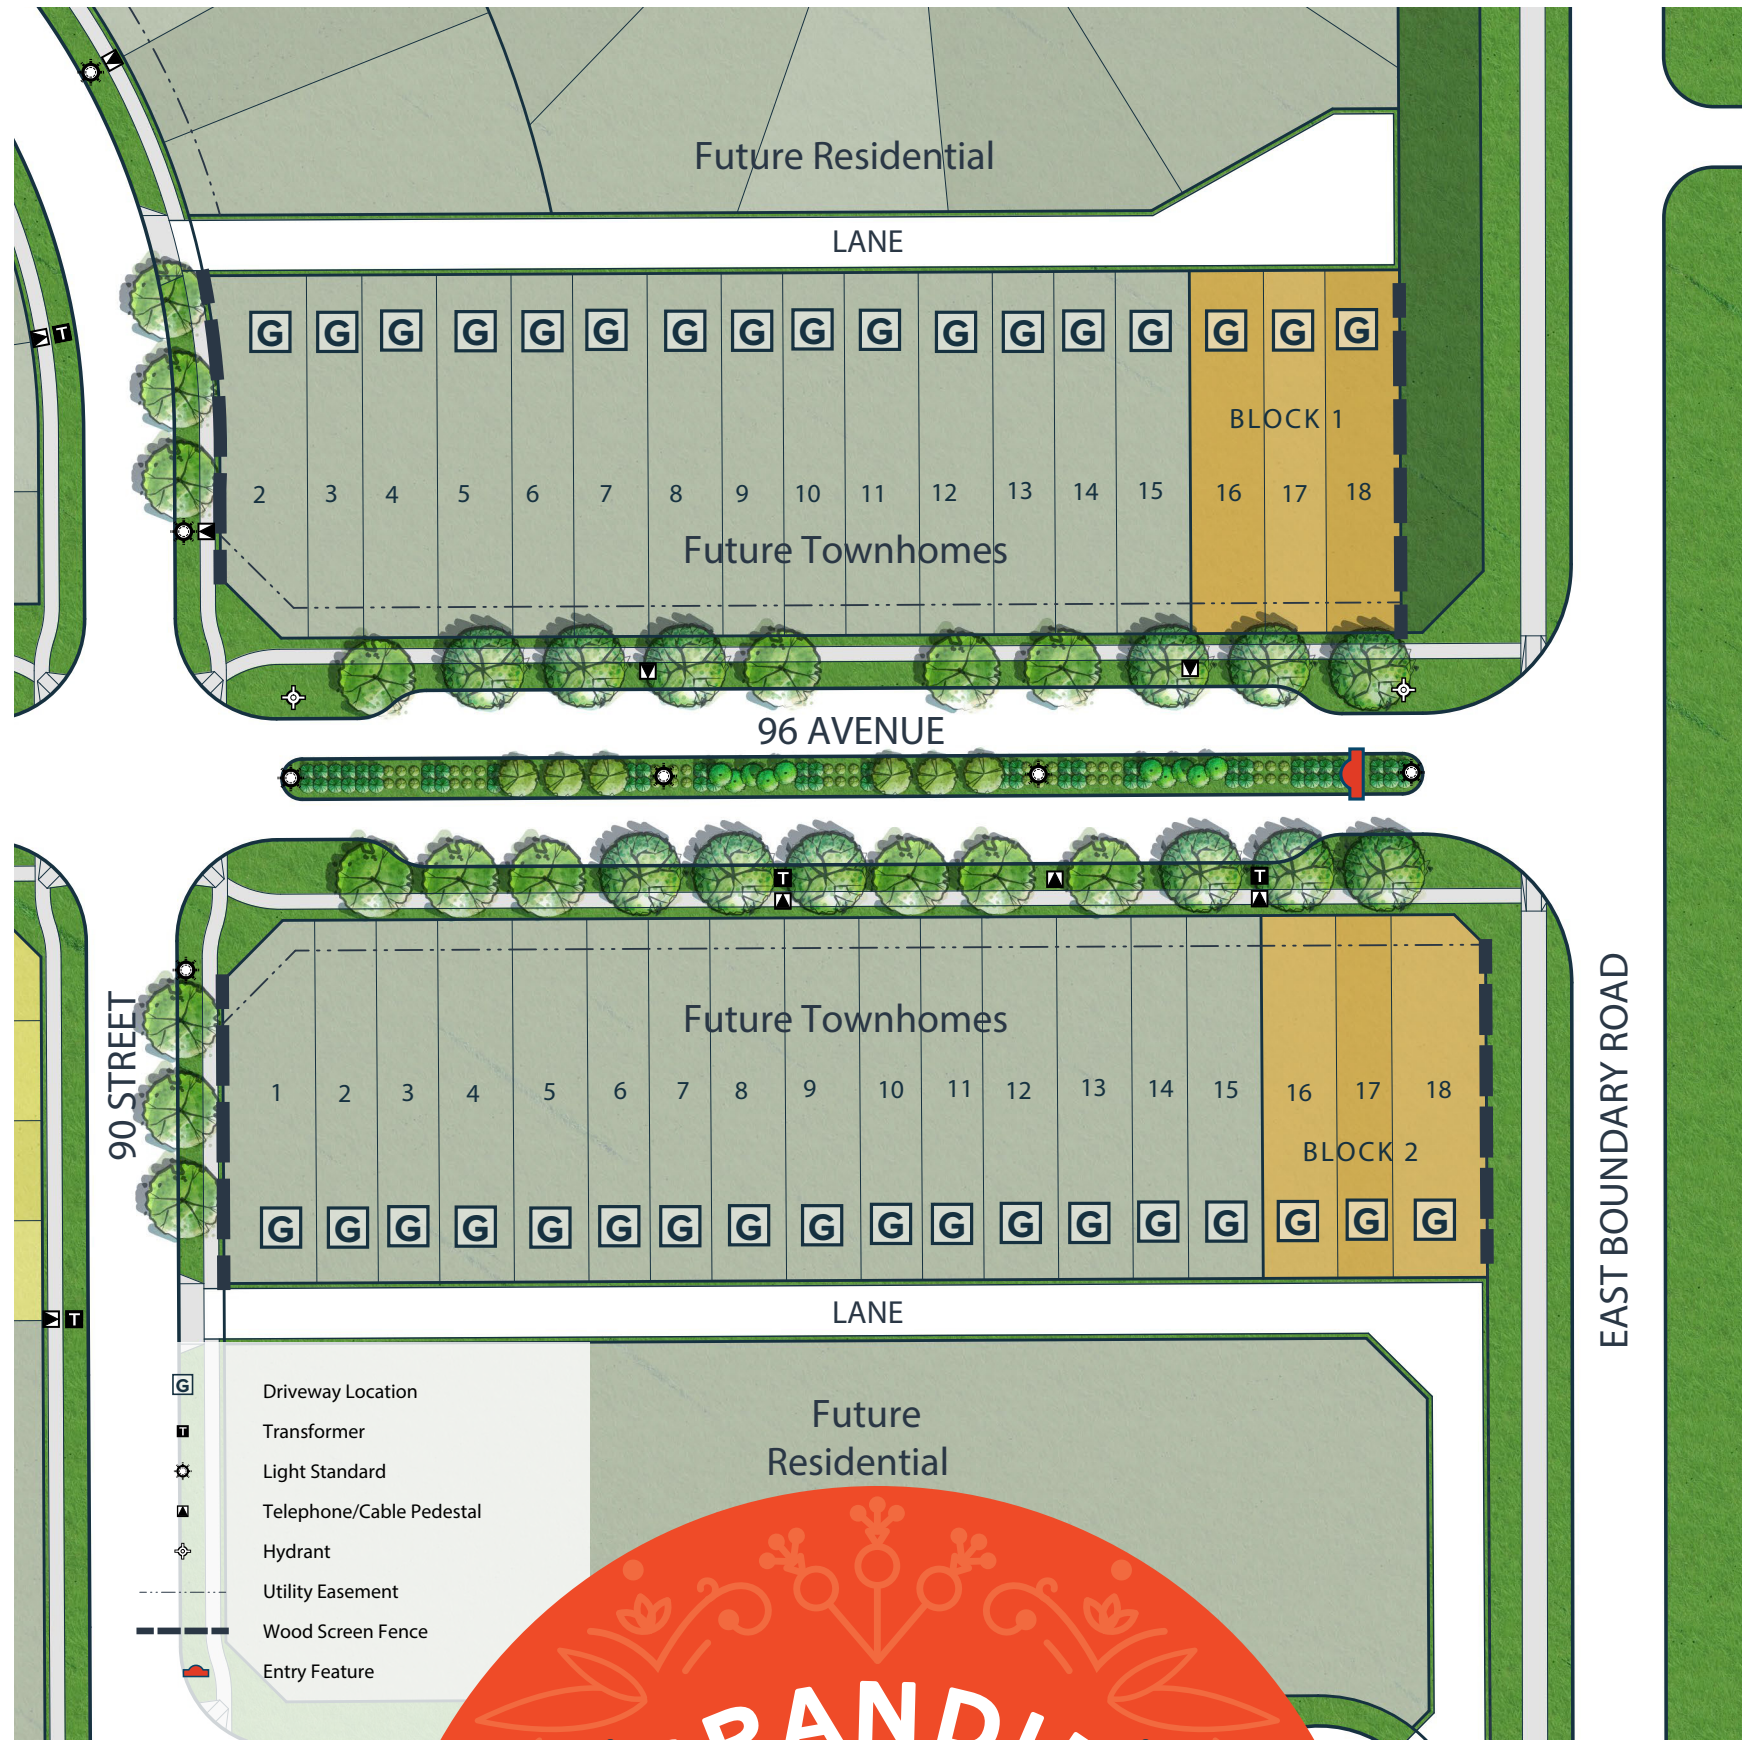 Future Residential
LANE
G G G G G G G G G G G G G G G G G
T
BLOCK 1
2 3 4 5 6 7 8 9 10 11 12 13 14 15 16 17 18
Future Townhomes
96 AVENUE
T T
Future Townhomes
1 2 3 4 5 6 7 8 9 10 11 12 13 14 15 16 17 18
BLOCK 2
G G G G G G G G G G G G G G G G G G
90 STREET
EAST BOUNDARY ROAD
LANE
T
G Driveway Location
T Transformer
Light Standard
Telephone/Cable Pedestal
Hydrant
Utility Easement
Wood Screen Fence
Entry Feature
Future
Residential